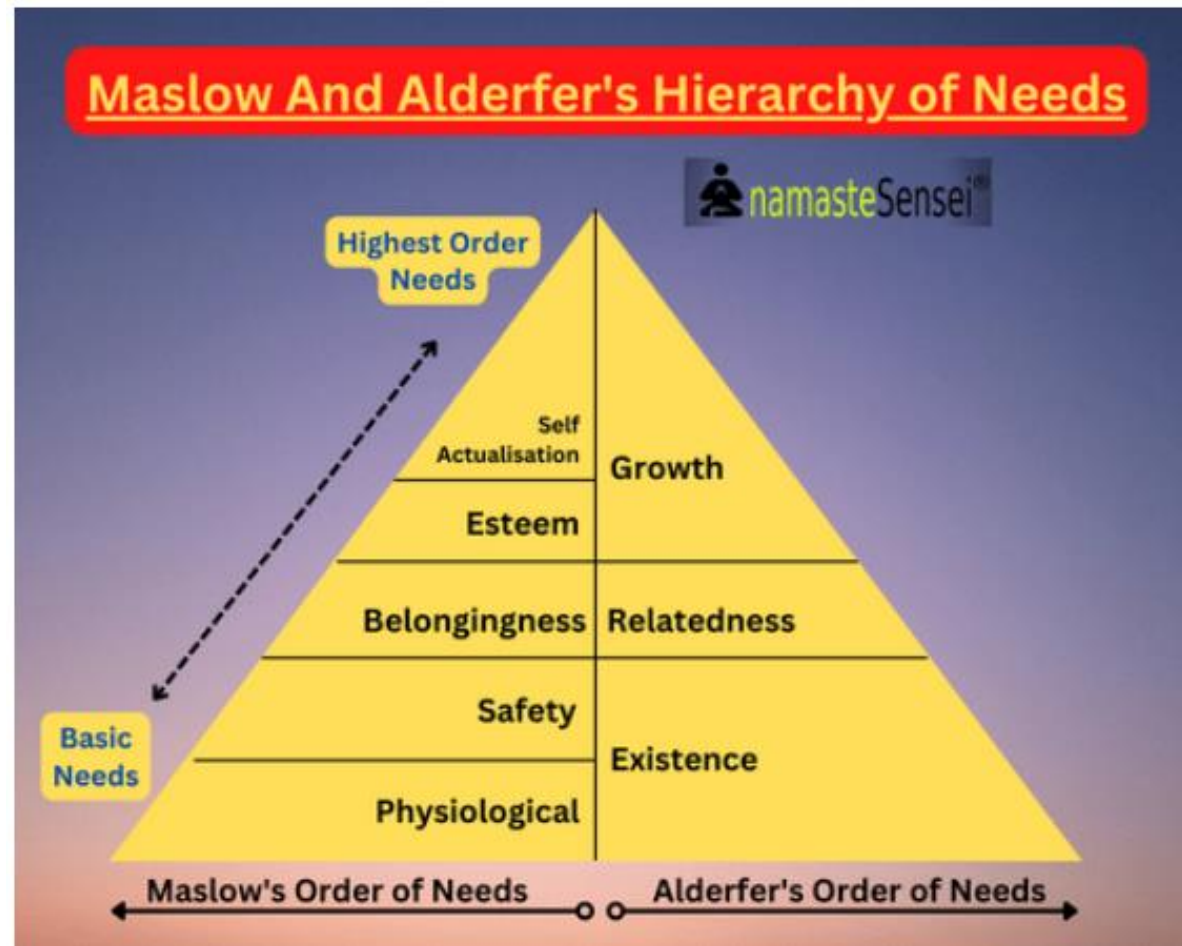 Maslow And Alderfer's Hierarchy of Needs
namasteSensei®
Highest Order
Needs
Self
Actualisation
Growth
Esteem
Belongingness
Relatedness
Safety
Basic
Needs
Existence
Physiological
Maslow's Order of Needs
Alderfer's Order of Needs